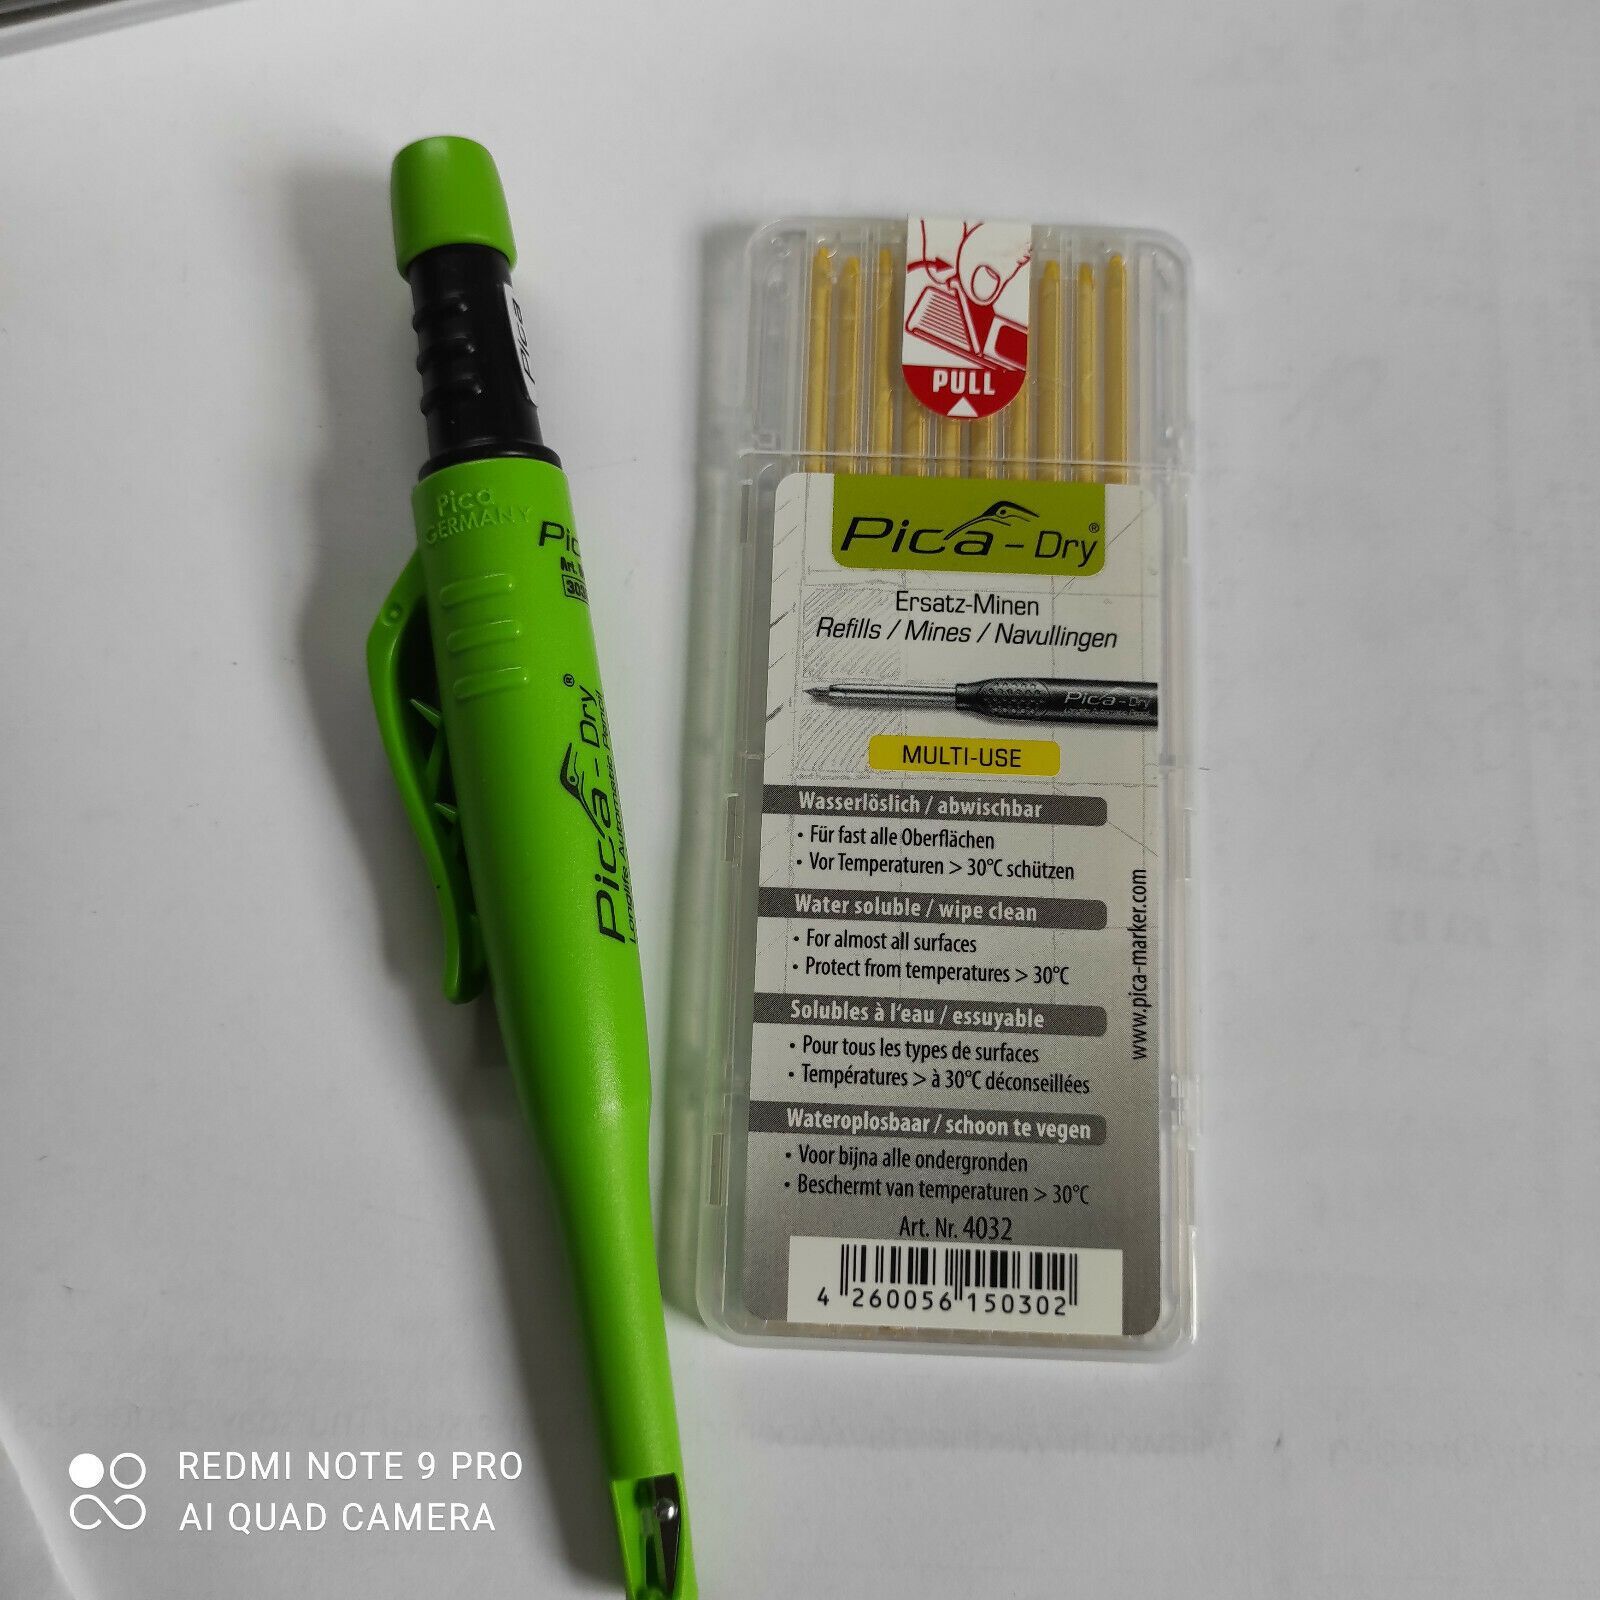 Pica
Pica
GERMANY
Pica-Dry®
Longlife Automatic Pencil
PULL
Pica-Dry®
Ersatz-Minen
Refills / Mines / Navullingen
Pica-Dry
MULTI-USE
Wasserlöslich / abwischbar
• Für fast alle Oberflächen
• Vor Temperaturen > 30°C schützen
Water soluble / wipe clean
• For almost all surfaces
• Protect from temperatures > 30°C
Solubles à l'eau / essuyable
• Pour tous les types de surfaces
• Températures > à 30°C déconseillées
Wateroplosbaar / schoon te vegen
• Voor bijna alle ondergronden
• Beschermt van temperaturen > 30°C
Art. Nr. 4032
4 260056 150302
www.pica-marker.com
REDMI NOTE 9 PRO
AI QUAD CAMERA